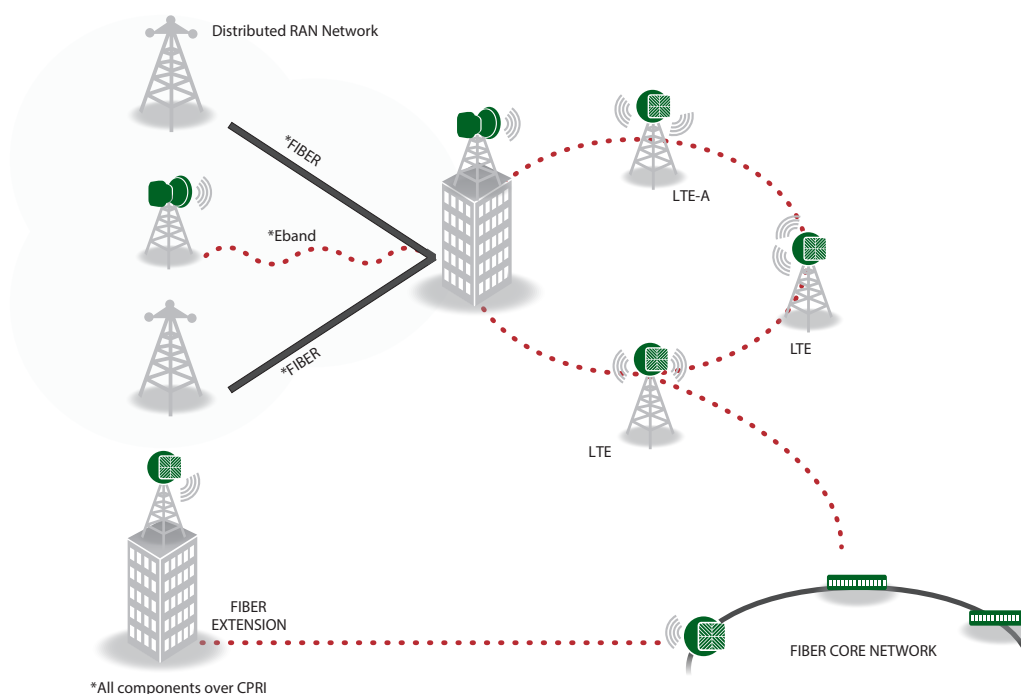 Distributed RAN Network
*FIBER
*Eband
*FIBER
LTE-A
LTE
LTE
FIBER
EXTENSION
FIBER CORE NETWORK
*All components over CPRI